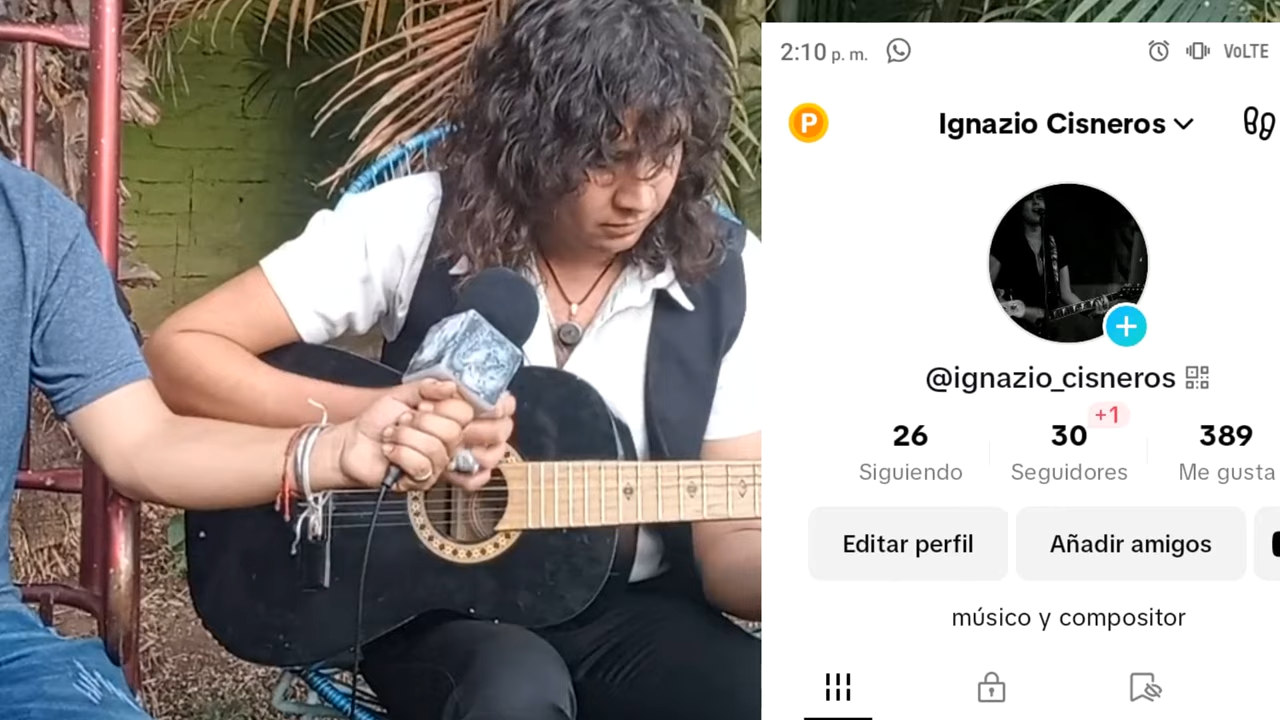 2:10 p. m.
VoLTE
P
Ignazio Cisneros
@ignazio_cisneros
+1
26
30
389
Siguiendo
Seguidores
Me gusta
Editar perfil
Añadir amigos
músico y compositor